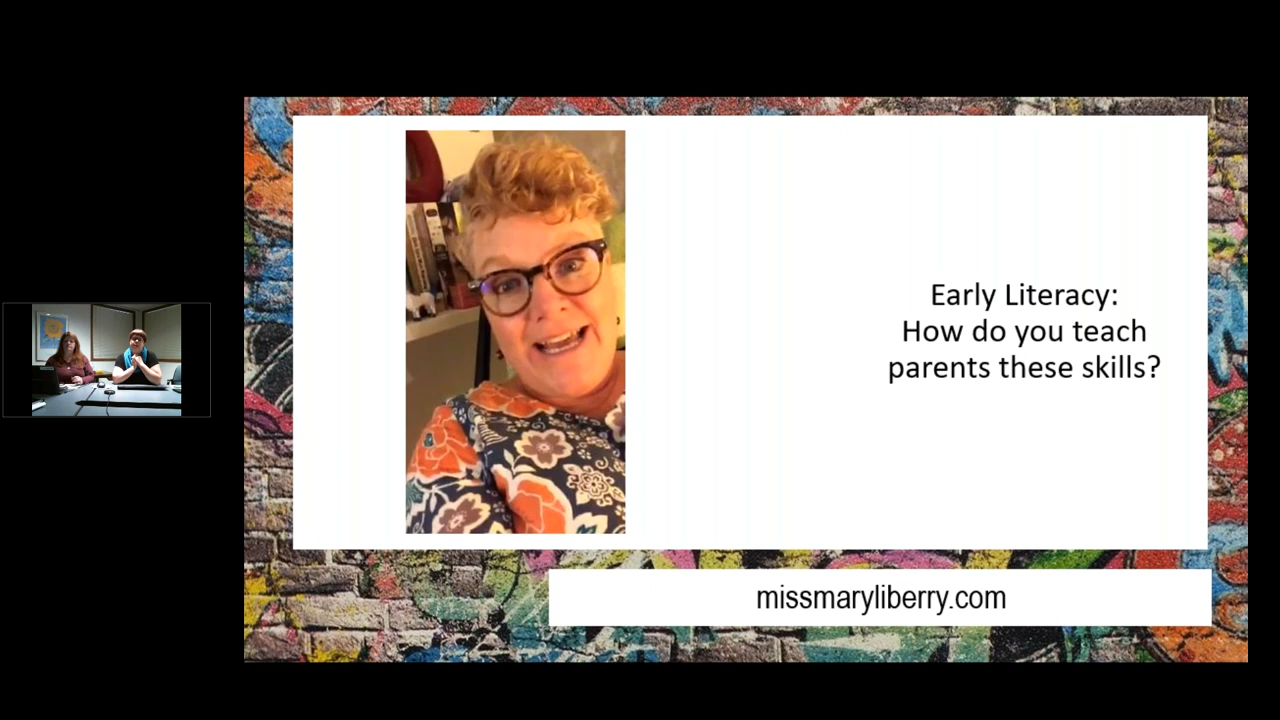 Early Literacy:
How do you teach
parents these skills?
missmaryliberry.com